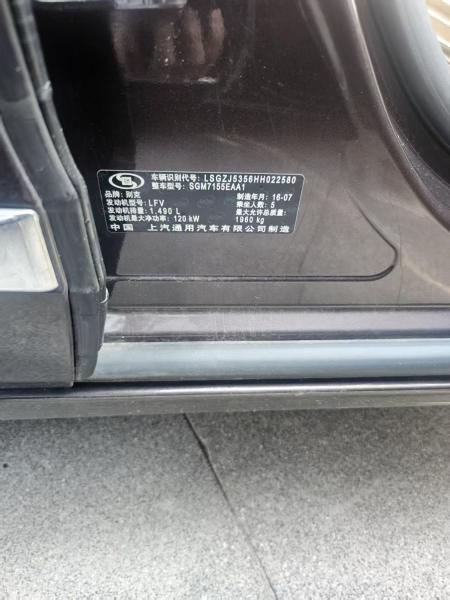 车辆识别代号: LSGZJ5356HH022580
整车型号: SGM7155EAA1
品牌: 别克 制造年月: 16-07
发动机型号: LFV 乘坐人数: 5
发动机排量: 1.490 L 最大允许总质量:
发动机最大净功率: 120 kW 1960 kg
中国 上汽通用汽车有限公司制造